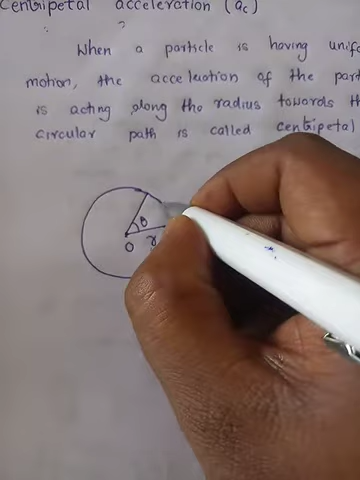 Centripetal acceleration (ac)
?
When a particle is having
motion, the acceleration of the
is acting along the radius towards
circular path is called centripetal
θ
O r